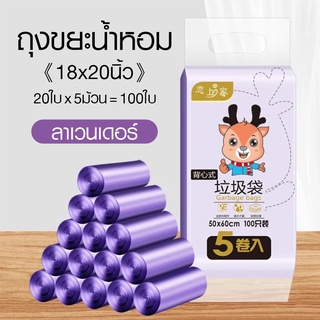 ถุงขยะน้ำหอม
《18x20นิ้ว》
20ใบ x 5ม้วน = 100ใบ
ลาเวนเดอร์
背心式
垃圾袋
Garbage bags
50x60cm 100只装
5卷入